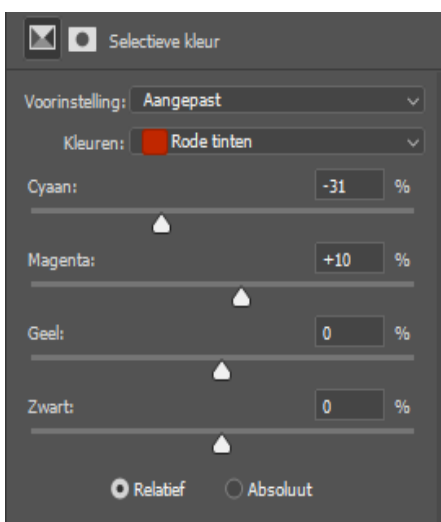 Selectieve kleur
Voorinstelling: Aangepast
Kleuren: Rode tinten
Cyaan: -31 %
Magenta: +10 %
Geel: 0 %
Zwart: 0 %
Relatief Absoluut